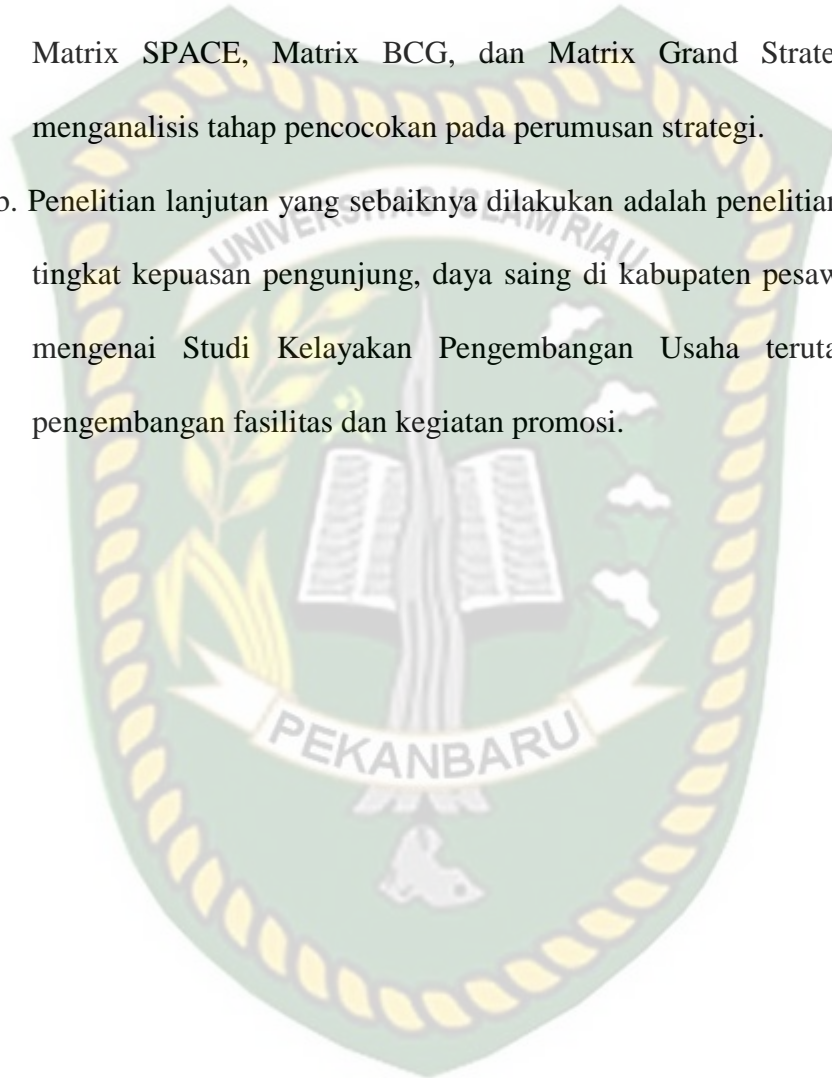 Matrix SPACE, Matrix BCG, dan Matrix Grand Strate
menganalisis tahap pencocokan pada perumusan strategi.
b. Penelitian lanjutan yang sebaiknya dilakukan adalah penelitian
UNIVERSITAS ISLAM RIAU
tingkat kepuasan pengunjung, daya saing di kabupaten pesaw
mengenai Studi Kelayakan Pengembangan Usaha teruta
pengembangan fasilitas dan kegiatan promosi.
PEKANBARU